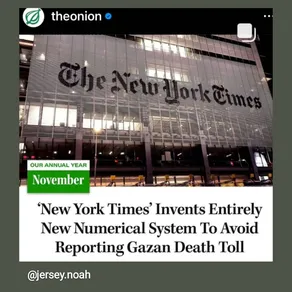 theonion
The New York Times
OUR ANNUAL YEAR
November
‘New York Times’ Invents Entirely
New Numerical System To Avoid
Reporting Gazan Death Toll
@jersey.noah